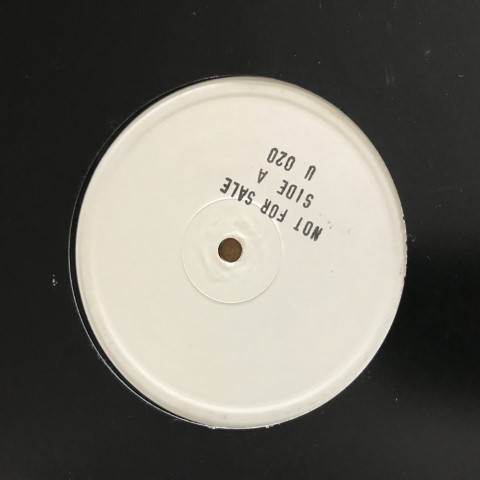 NOT FOR SALE
SIDE A
U 020